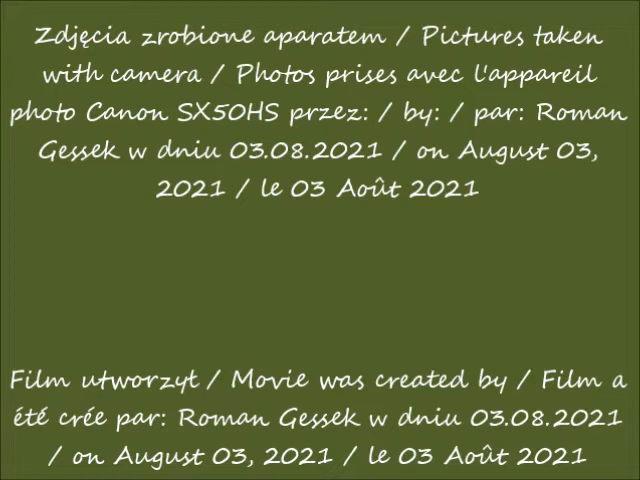 Zdjęcia zrobione aparatem / Pictures taken
with camera / Photos prises avec l'appareil
photo Canon SX50HS przez: / by: / par: Roman
Gessek w dniu 03.08.2021 / on August 03,
2021 / le 03 Août 2021
Film utworzył / Movie was created by / Film a
été crée par: Roman Gessek w dniu 03.08.2021
/ on August 03, 2021 / le 03 Août 2021